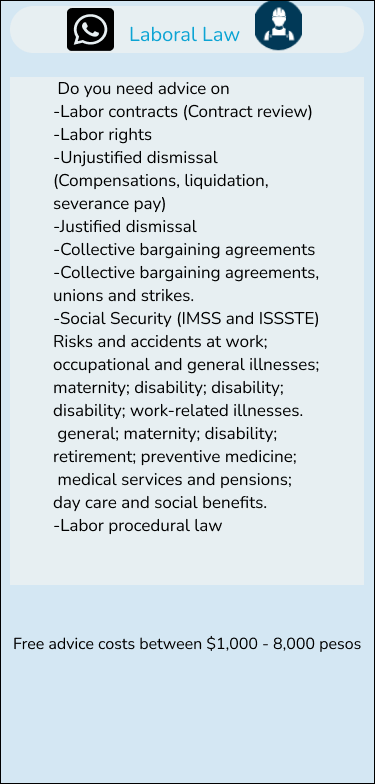 Laboral Law
Do you need advice on
-Labor contracts (Contract review)
-Labor rights
-Unjustified dismissal
(Compensations, liquidation,
severance pay)
-Justified dismissal
-Collective bargaining agreements
-Collective bargaining agreements,
unions and strikes.
-Social Security (IMSS and ISSSTE)
Risks and accidents at work;
occupational and general illnesses;
maternity; disability; disability;
disability; work-related illnesses.
general; maternity; disability;
retirement; preventive medicine;
medical services and pensions;
day care and social benefits.
-Labor procedural law
Free advice costs between $1,000 - 8,000 pesos